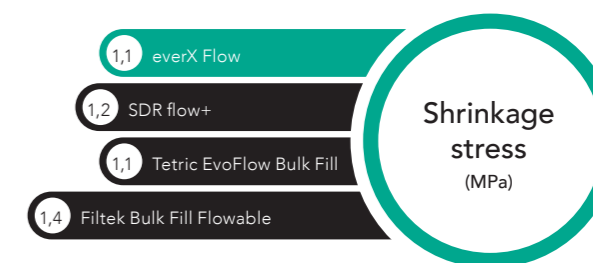 1,1 everX Flow
1,2 SDR flow+
1,1 Tetric EvoFlow Bulk Fill
1,4 Filtek Bulk Fill Flowable
Shrinkage
stress
(MPa)